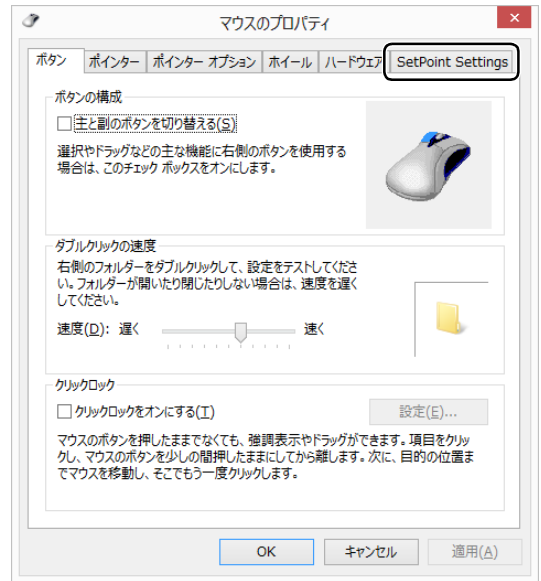 マウスのプロパティ
ボタン ポインター ポインター オプション ホイール ハードウェア SetPoint Settings
ボタンの構成
主と副のボタンを切り替える(S)
選択やドラッグなどの主な機能に右側のボタンを使用する
場合は、このチェック ボックスをオンにします。
ダブルクリックの速度
右側のフォルダーをダブルクリックして、設定をテストしてくださ
い。フォルダーが開いたり閉じたりしない場合は、速度を遅く
してください。
速度(D): 遅く 速く
クリックロック
クリックロックをオンにする(T) 設定(E)...
マウスのボタンを押したままでなくても、強調表示やドラッグができます。項目をクリッ
クし、マウスのボタンを少しの間押したままにしてから離します。次に、目的の位置ま
でマウスを移動し、そこでもう一度クリックします。
OK キャンセル 適用(A)